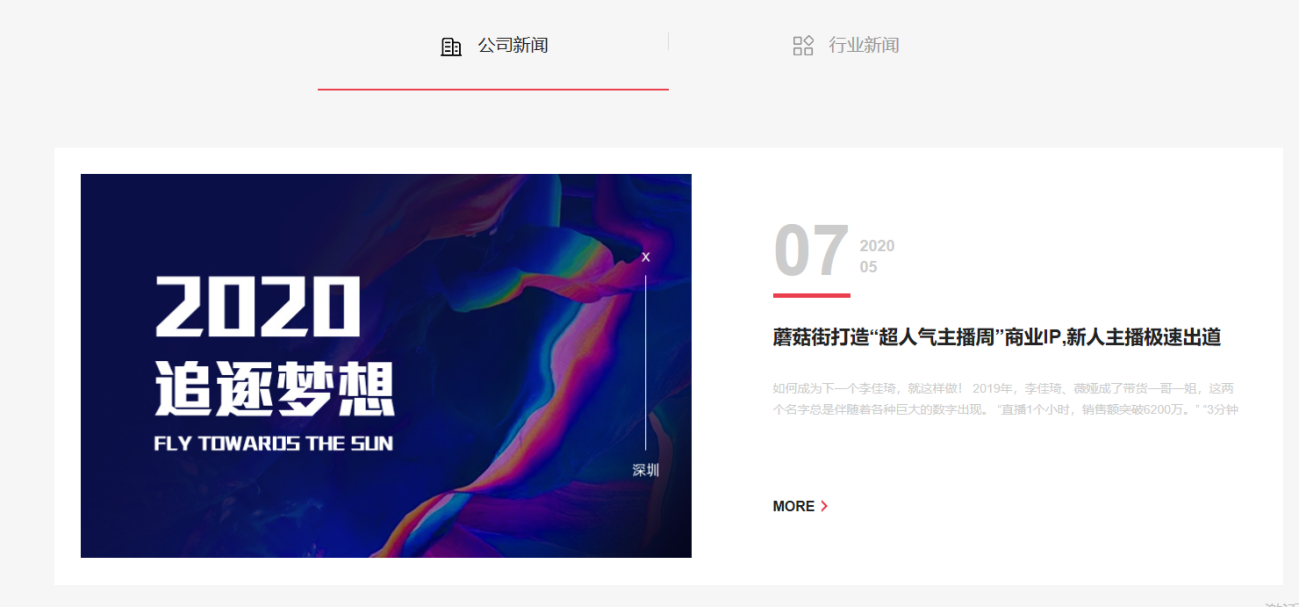 公司新闻
行业新闻
2020
追逐梦想
FLY TOWARDS THE SUN
X
深圳
07
2020
05
蘑菇街打造“超人气主播周”商业IP,新人主播极速出道
如何成为下一个李佳琦，就这样做！ 2019年，李佳琦、薇娅成了带货一哥一姐，这两
个名字总是伴随着各种巨大的数字出现。 “直播1个小时，销售额突破6200万。” “3分钟
MORE